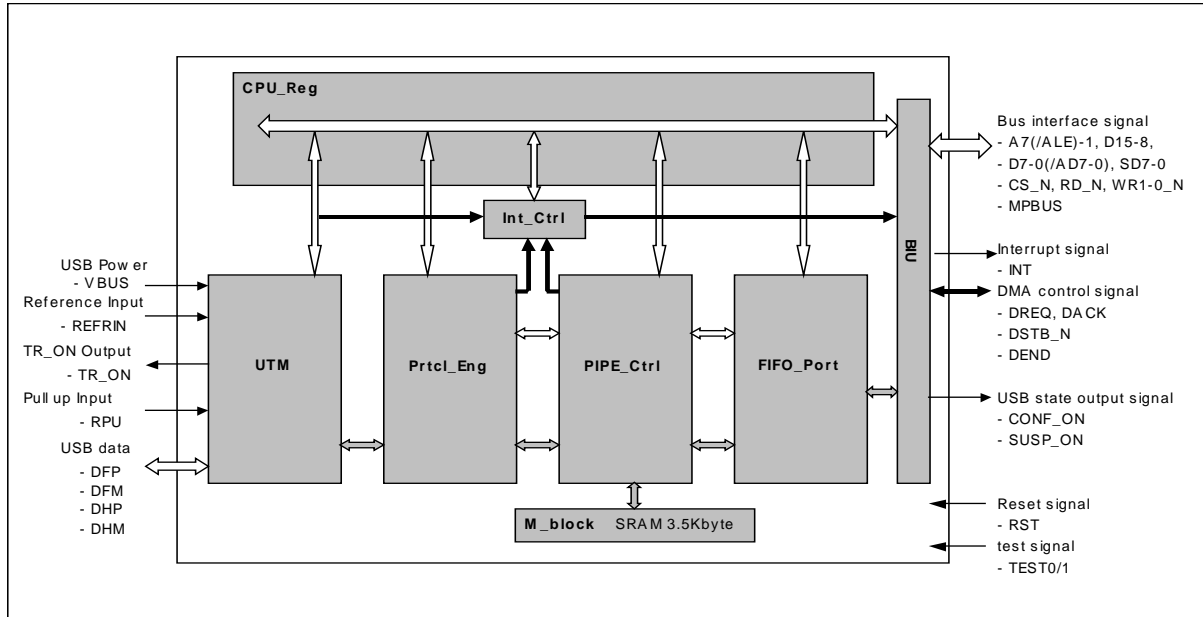 CPU_Reg
Int_Ctrl
BIU
UTM
Prtcl_Eng
PIPE_Ctrl
FIFO_Port
M_block SRAM 3.5Kbyte
USB Power
- VBUS
Reference Input
- REFRIN
TR_ON Output
- TR_ON
Pull up Input
- RPU
USB data
- DFP
- DFM
- DHP
- DHM
Bus interface signal
- A7(/ALE)-1, D15-8,
- D7-0(/AD7-0), SD7-0
- CS_N, RD_N, WR1-0_N
- MPBUS
Interrupt signal
- INT
DMA control signal
- DREQ, DACK
- DSTB_N
- DEND
USB state output signal
- CONF_ON
- SUSP_ON
Reset signal
- RST
test signal
- TEST0/1